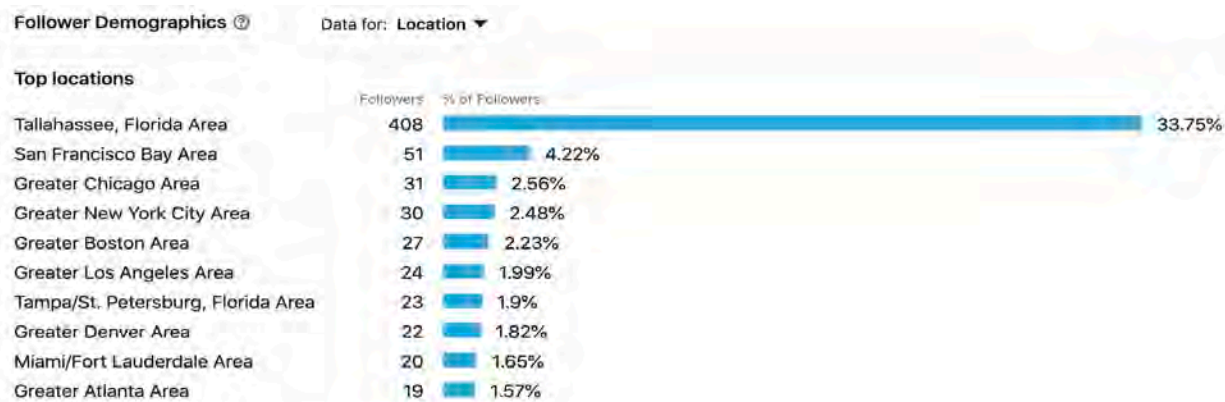 Follower Demographics ? Data for: Location ▼
Top locations
Followers % of Followers
Tallahassee, Florida Area 408 33.75%
San Francisco Bay Area 51 4.22%
Greater Chicago Area 31 2.56%
Greater New York City Area 30 2.48%
Greater Boston Area 27 2.23%
Greater Los Angeles Area 24 1.99%
Tampa/St. Petersburg, Florida Area 23 1.9%
Greater Denver Area 22 1.82%
Miami/Fort Lauderdale Area 20 1.65%
Greater Atlanta Area 19 1.57%